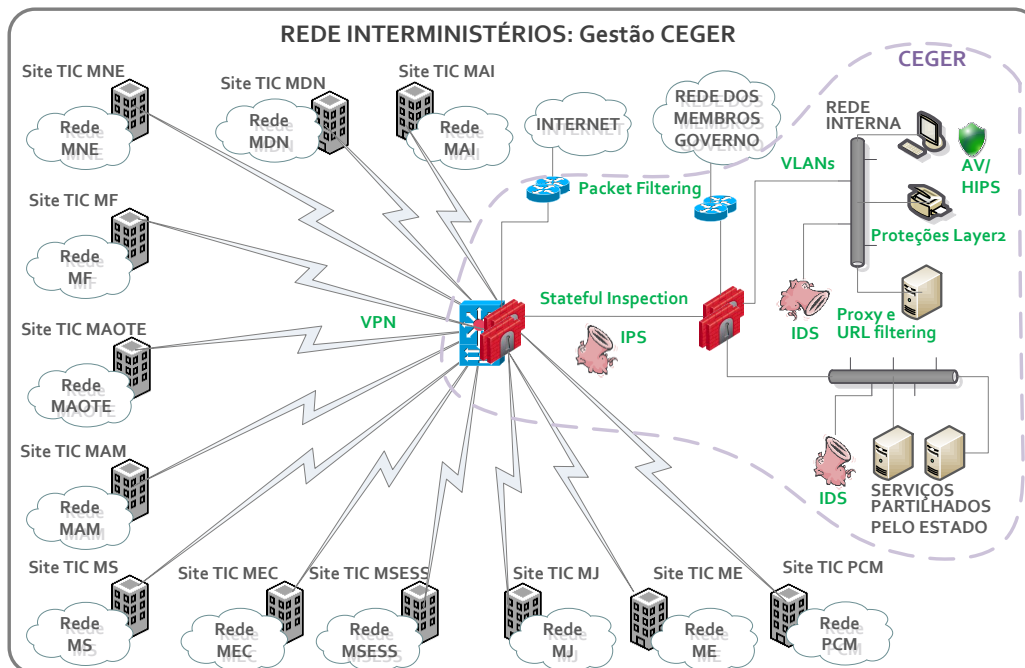 REDE INTERMINISTÉRIOS: Gestão CEGER
CEGER
Site TIC MNE
Rede
MNE
Site TIC MDN
Rede
MDN
Site TIC MAI
Rede
MAI
INTERNET
REDE DOS
MEMBROS
GOVERNO
REDE
INTERNA
AV/
HIPS
VLANs
Packet Filtering
Proteções Layer2
Site TIC MF
Rede
MF
VPN
Stateful Inspection
IPS
IDS
Proxy e
URL filtering
Site TIC MAOTE
Rede
MAOTE
Site TIC MAM
Rede
MAM
IDS
SERVIÇOS
PARTILHADOS
PELO ESTADO
Site TIC MS
Rede
MS
Site TIC MEC
Rede
MEC
Site TIC MSESS
Rede
MSESS
Site TIC MJ
Rede
MJ
Site TIC ME
Rede
ME
Site TIC PCM
Rede
PCM